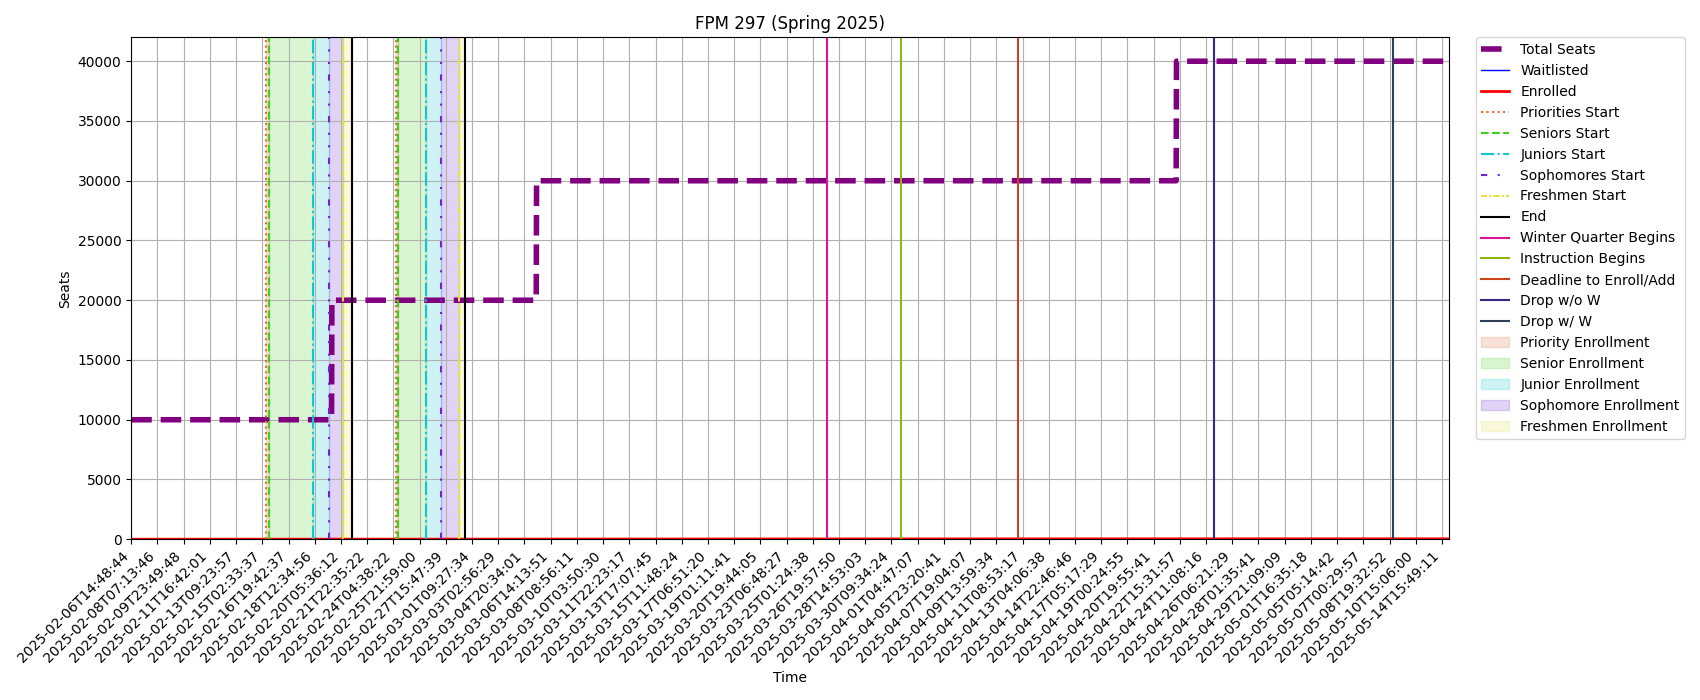 FPM 297 (Spring 2025)
40000
35000
30000
25000
20000
15000
10000
5000
0
Seats
2025-02-06T14:48:44
2025-02-08T07:13:46
2025-02-09T23:49:48
2025-02-11T16:42:01
2025-02-13T09:23:57
2025-02-15T02:33:37
2025-02-16T19:42:37
2025-02-18T12:34:56
2025-02-20T05:36:12
2025-02-21T22:35:22
2025-02-24T04:38:22
2025-02-25T21:59:00
2025-02-27T15:47:39
2025-03-01T09:27:34
2025-03-03T02:56:29
2025-03-04T20:34:01
2025-03-06T14:13:51
2025-03-08T08:56:11
2025-03-10T03:50:30
2025-03-11T22:23:17
2025-03-13T17:07:45
2025-03-15T11:48:24
2025-03-17T06:51:20
2025-03-19T01:11:41
2025-03-20T19:44:05
2025-03-23T06:48:27
2025-03-25T01:24:38
2025-03-26T19:57:50
2025-03-28T14:53:03
2025-03-30T09:34:24
2025-04-01T04:47:07
2025-04-05T23:20:41
2025-04-07T19:04:07
2025-04-09T13:59:34
2025-04-11T08:53:17
2025-04-13T04:06:38
2025-04-14T22:46:46
2025-04-17T05:17:29
2025-04-19T00:24:55
2025-04-20T19:55:41
2025-04-22T15:31:57
2025-04-24T11:08:16
2025-04-26T06:21:29
2025-04-28T01:35:41
2025-04-29T21:09:09
2025-05-01T16:35:18
2025-05-05T05:14:42
2025-05-07T00:29:57
2025-05-08T19:32:52
2025-05-10T15:06:00
2025-05-14T15:49:11
Time
Total Seats
Waitlisted
Enrolled
Priorities Start
Seniors Start
Juniors Start
Sophomores Start
Freshmen Start
End
Winter Quarter Begins
Instruction Begins
Deadline to Enroll/Add
Drop w/o W
Drop w/ W
Priority Enrollment
Senior Enrollment
Junior Enrollment
Sophomore Enrollment
Freshmen Enrollment